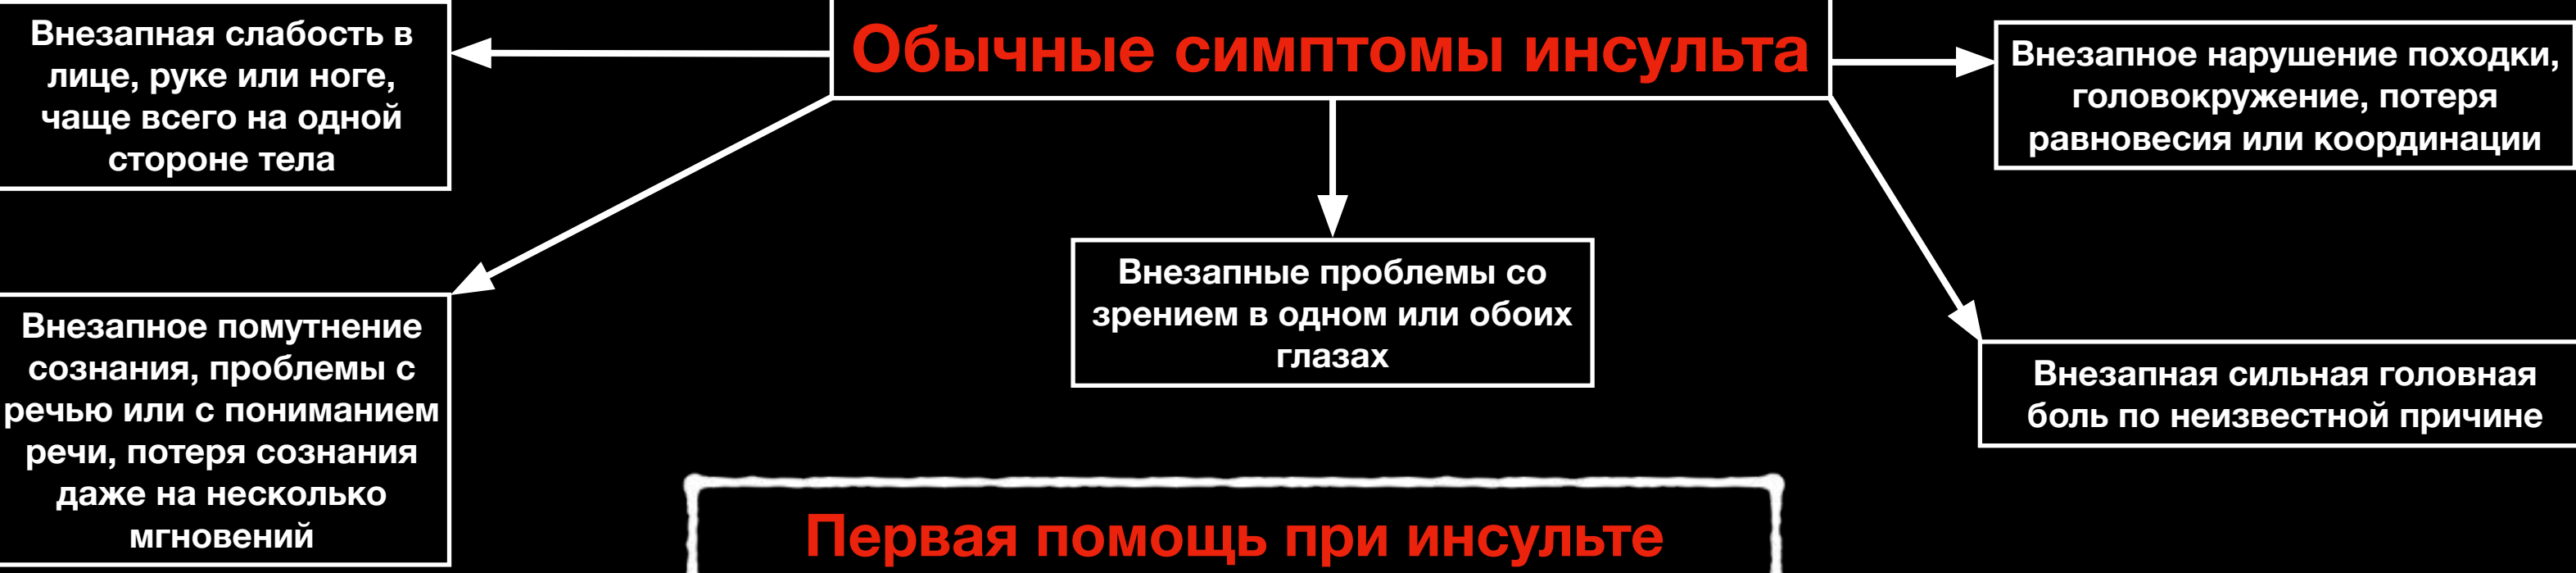 Обычные симптомы инсульта
Внезапная слабость в
лице, руке или ноге,
чаще всего на одной
стороне тела
Внезапное нарушение походки,
головокружение, потеря
равновесия или координации
Внезапные проблемы со
зрением в одном или обоих
глазах
Внезапное помутнение
сознания, проблемы с
речью или с пониманием
речи, потеря сознания
даже на несколько
мгновений
Внезапная сильная головная
боль по неизвестной причине
Первая помощь при инсульте